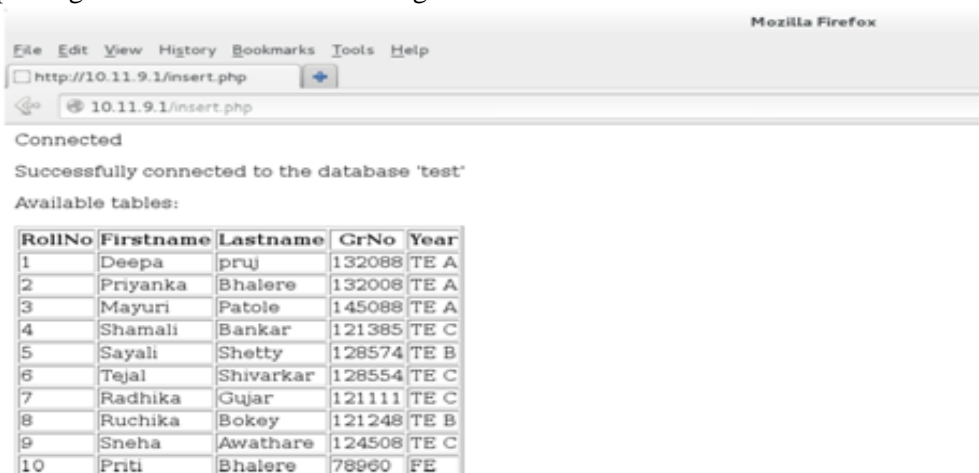 Mozilla Firefox
File Edit View History Bookmarks Tools Help
http://10.11.9.1/insert.php
10.11.9.1/insert.php
Connected
Successfully connected to the database 'test'
Available tables:
RollNo Firstname Lastname GrNo Year
1 Deepa pruj 132088 TE A
2 Priyanka Bhalere 132008 TE A
3 Mayuri Patole 145088 TE A
4 Shamali Bankar 121385 TE C
5 Sayali Shetty 128574 TE B
6 Tejal Shivarkar 128554 TE C
7 Radhika Gujar 121111 TE C
8 Ruchika Bokey 121248 TE B
9 Sneha Awathare 124508 TE C
10 Priti Bhalere 78960 FE